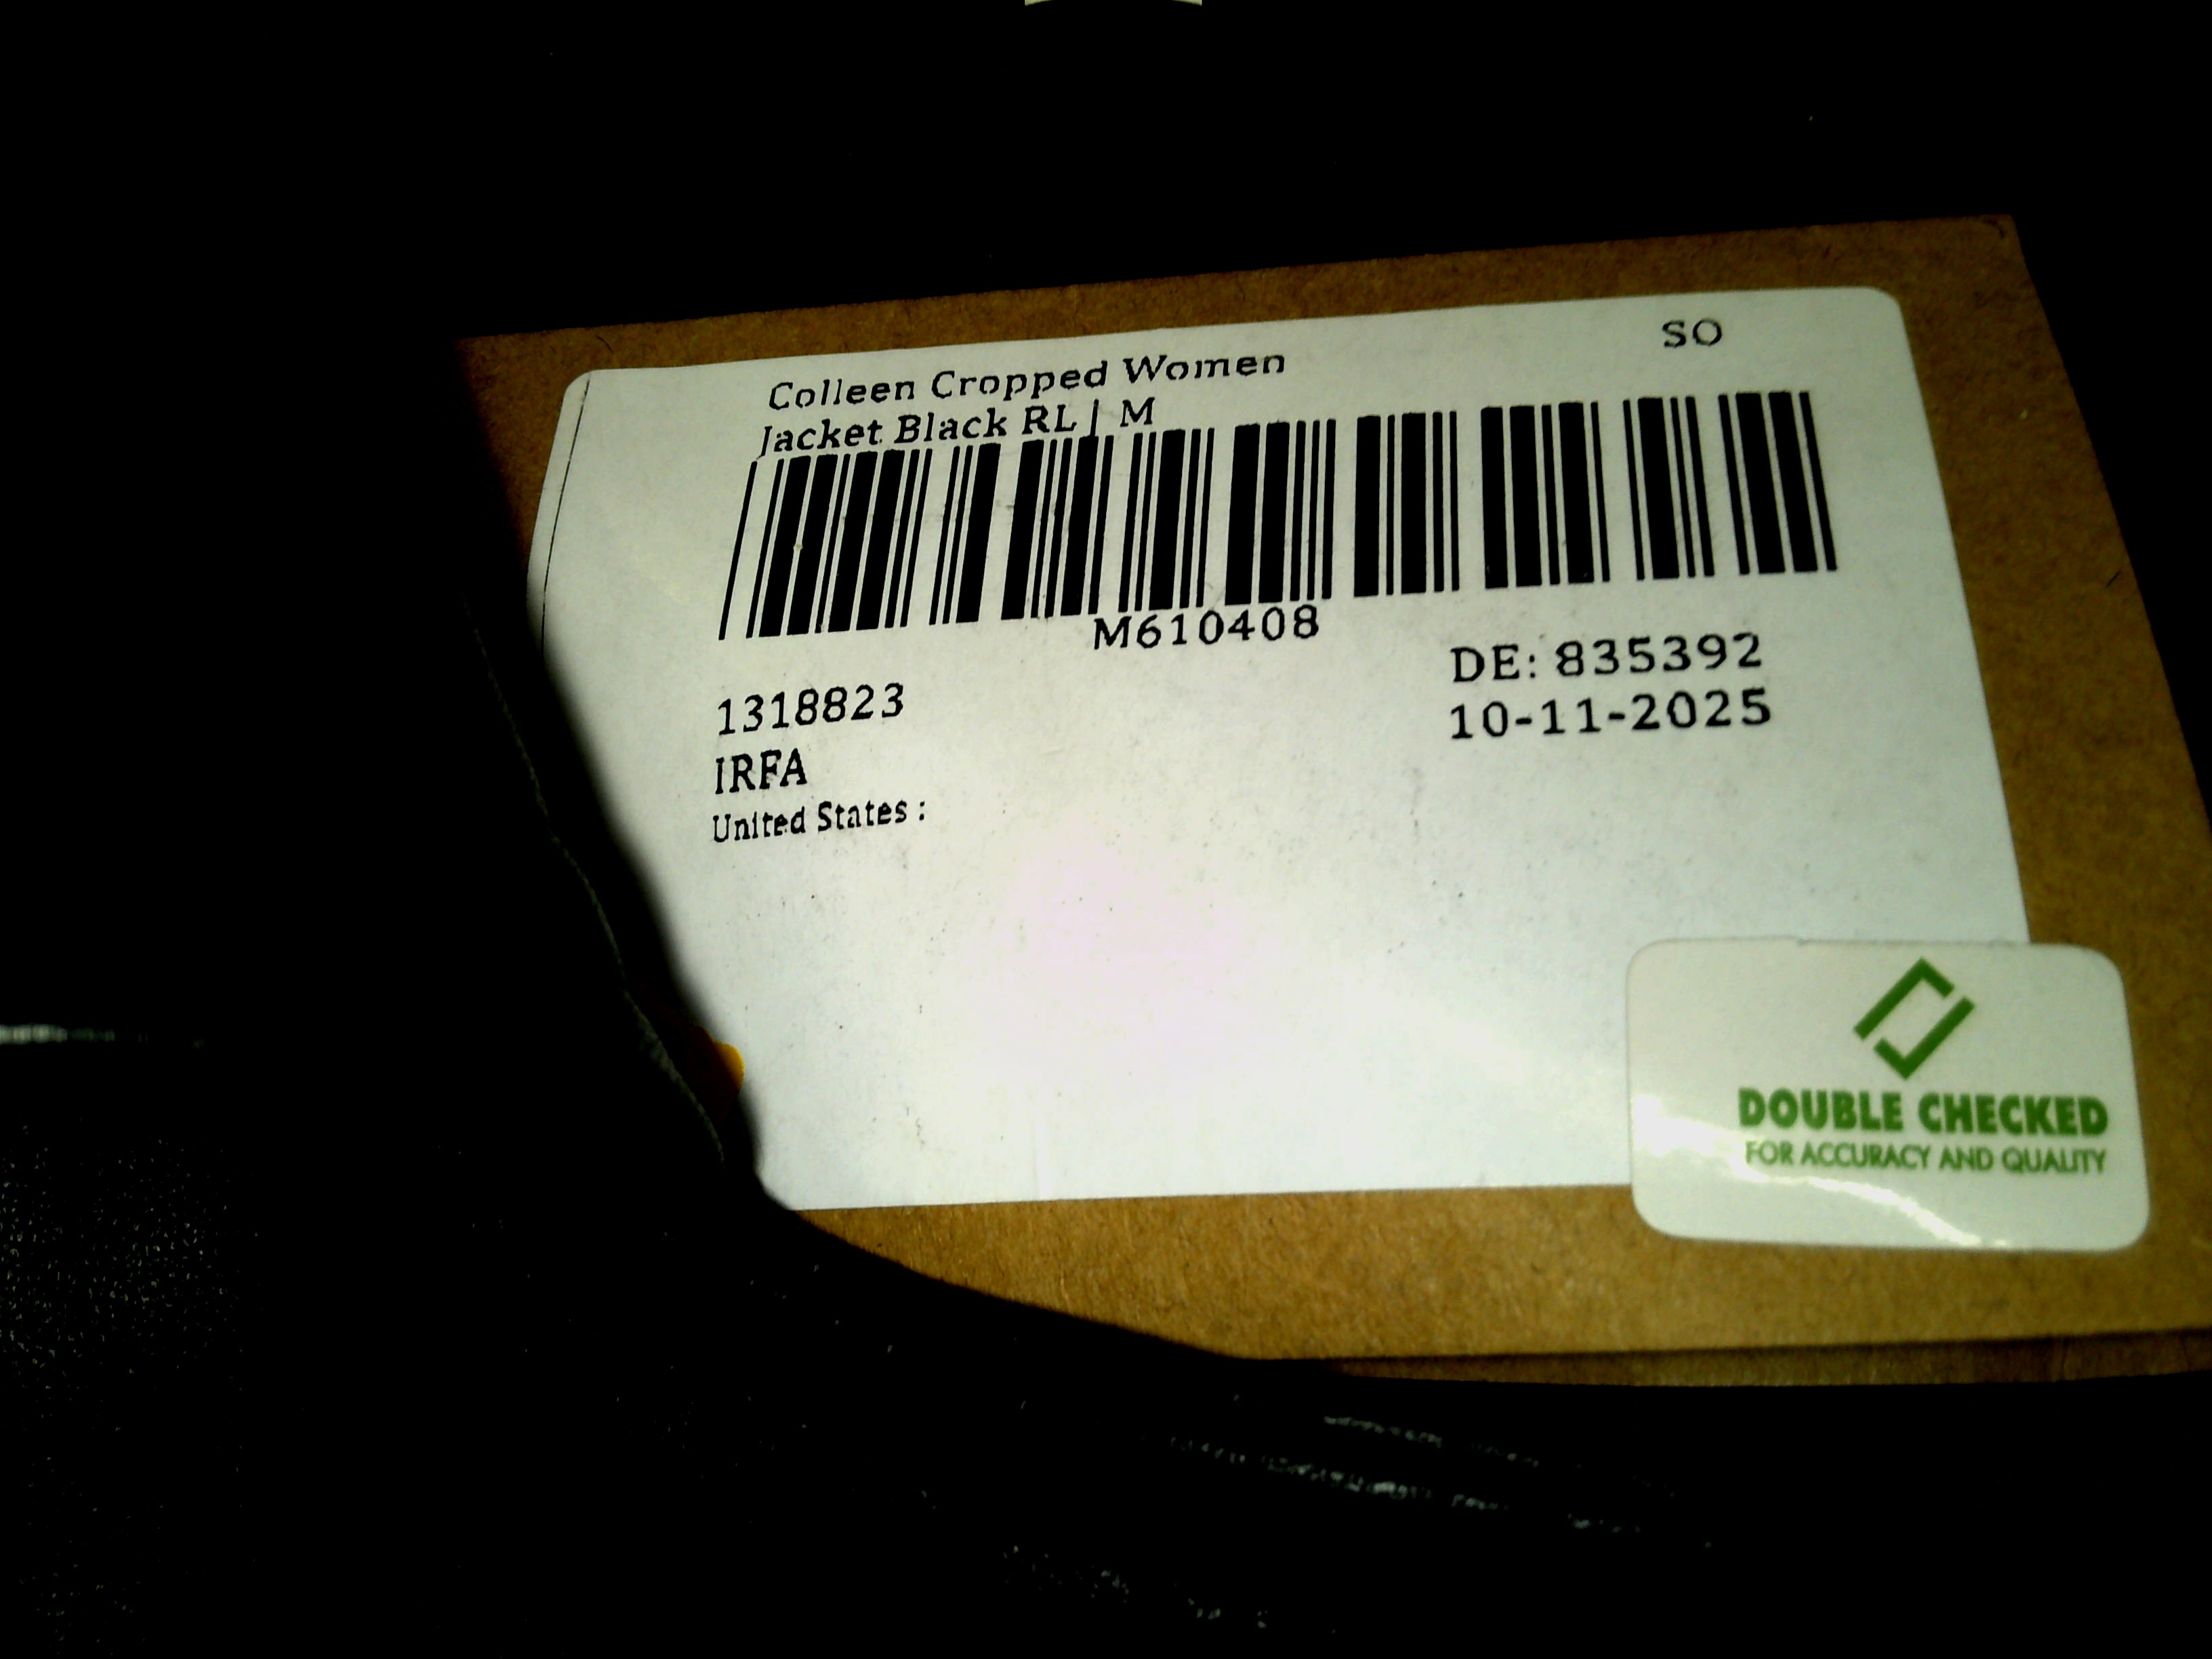 SO
Colleen Cropped Women
Jacket Black RL | M
M610408
DE: 835392
10-11-2025
1318823
IRFA
United States :
DOUBLE CHECKED
FOR ACCURACY AND QUALITY